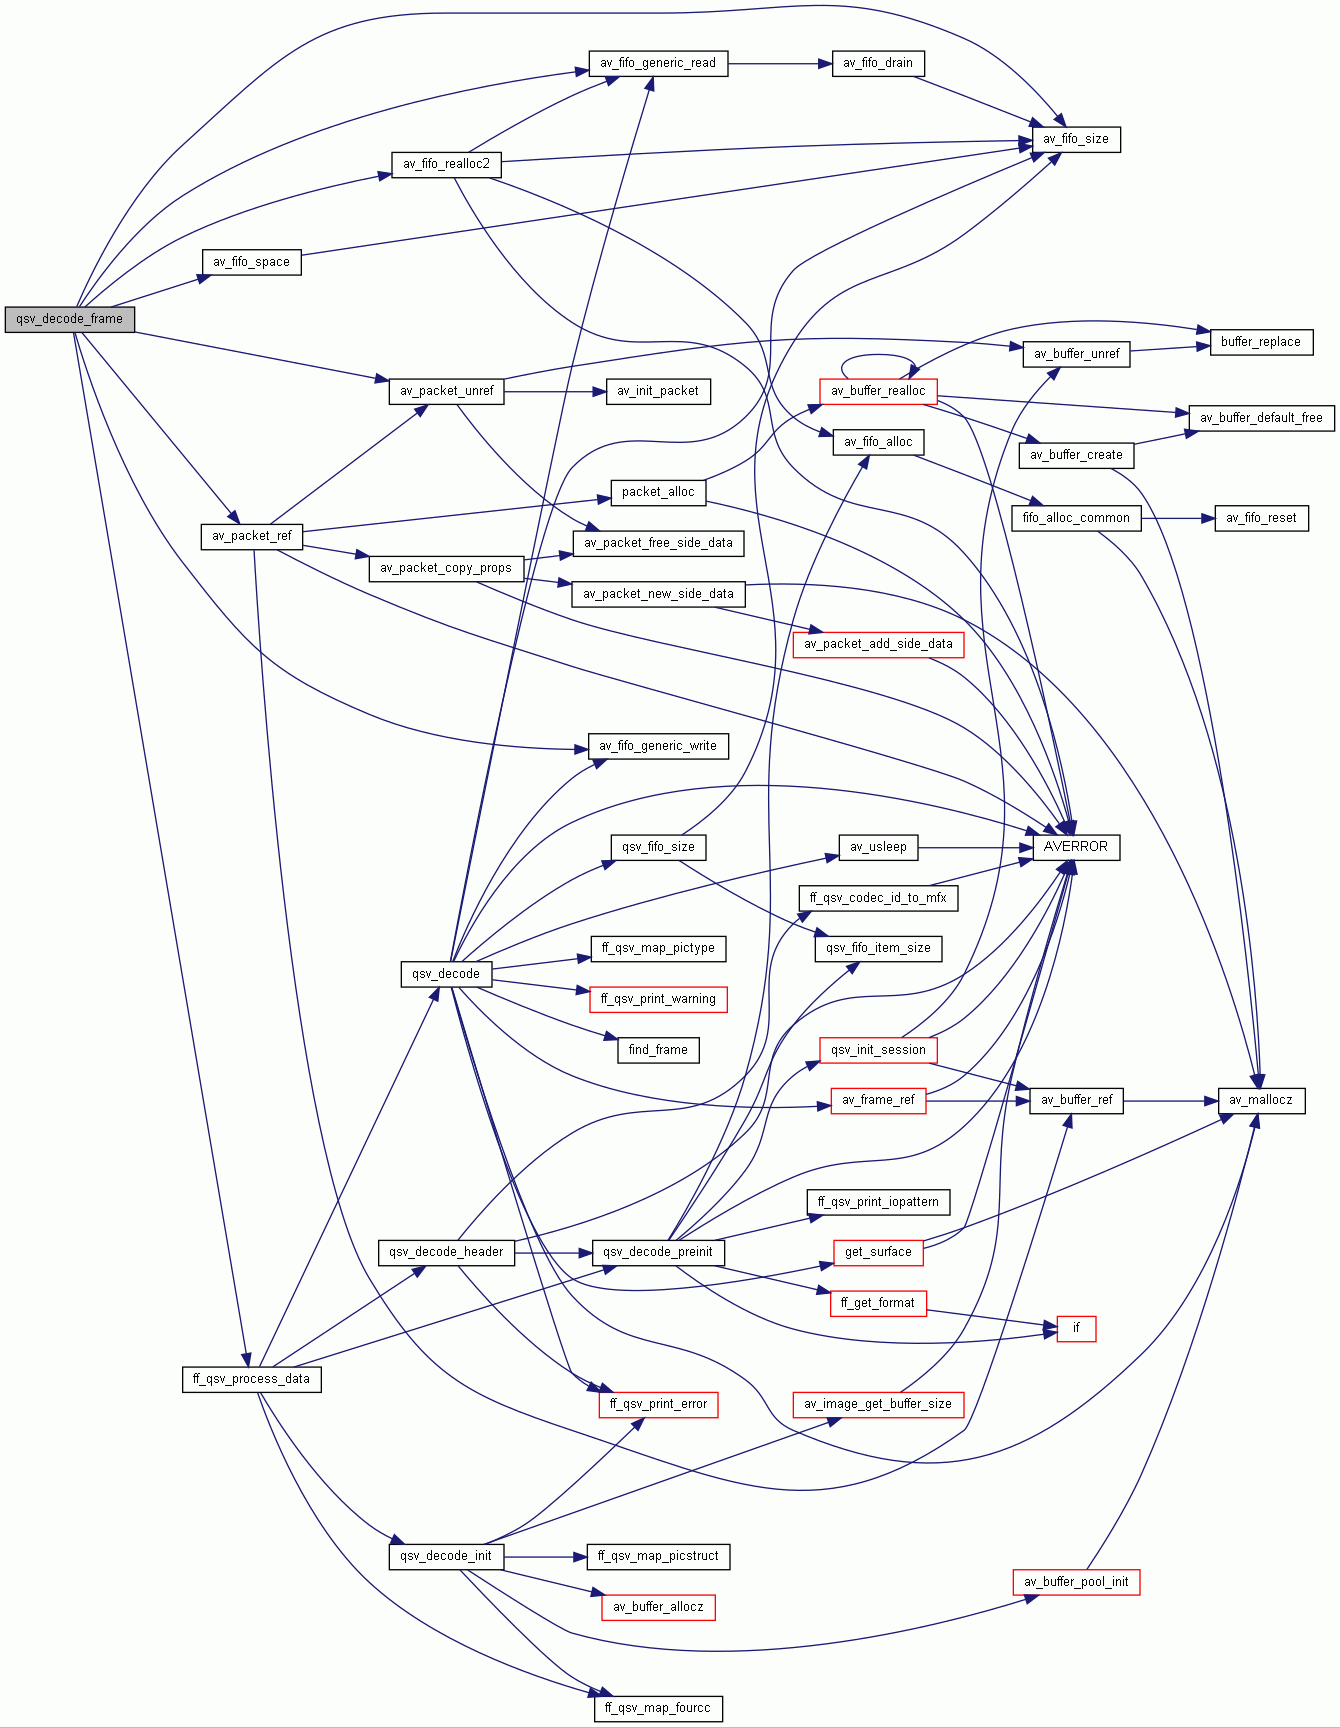 av_fifo_generic_read
av_fifo_drain
av_fifo_size
av_fifo_realloc2
av_fifo_space
qsv_decode_frame
buffer_replace
av_buffer_unref
av_packet_unref
av_init_packet
av_buffer_realloc
av_buffer_default_free
av_fifo_alloc
av_buffer_create
packet_alloc
fifo_alloc_common
av_fifo_reset
av_packet_ref
av_packet_free_side_data
av_packet_copy_props
av_packet_new_side_data
av_packet_add_side_data
av_fifo_generic_write
qsv_fifo_size
av_usleep
AVERROR
ff_qsv_codec_id_to_mfx
ff_qsv_map_pictype
qsv_fifo_item_size
qsv_decode
ff_qsv_print_warning
find_frame
qsv_init_session
av_frame_ref
av_buffer_ref
av_mallocz
ff_qsv_print_iopattern
qsv_decode_header
qsv_decode_preinit
get_surface
ff_get_format
if
ff_qsv_process_data
ff_qsv_print_error
av_image_get_buffer_size
qsv_decode_init
ff_qsv_map_picstruct
av_buffer_pool_init
av_buffer_allocz
ff_qsv_map_fourcc